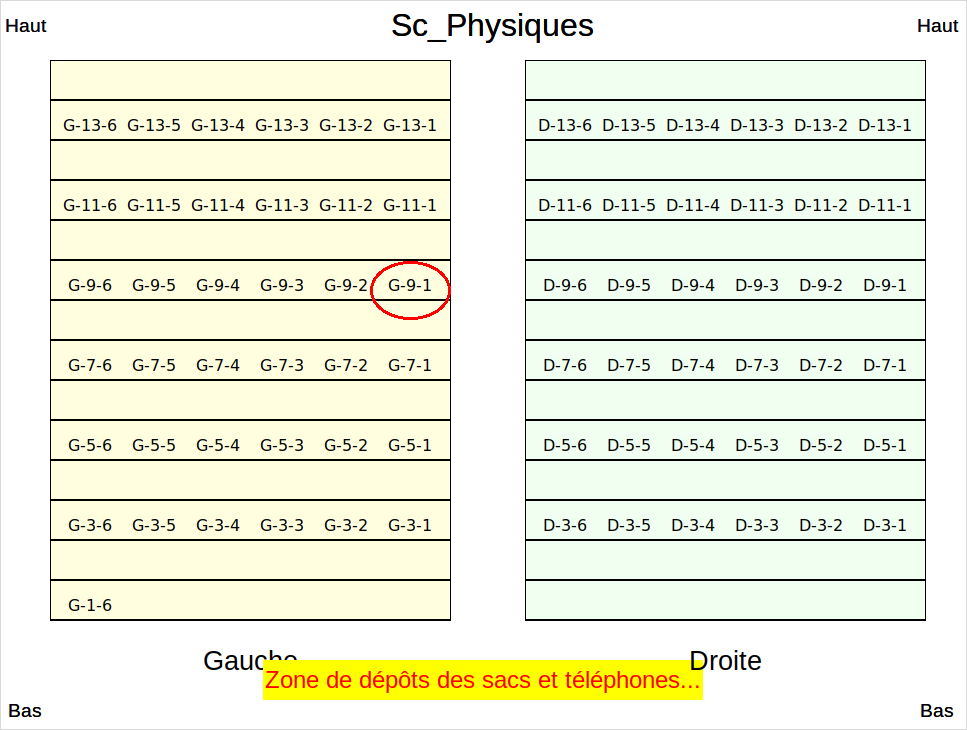 Haut Sc_Physiques Haut
G-13-6 G-13-5 G-13-4 G-13-3 G-13-2 G-13-1 D-13-6 D-13-5 D-13-4 D-13-3 D-13-2 D-13-1
G-11-6 G-11-5 G-11-4 G-11-3 G-11-2 G-11-1 D-11-6 D-11-5 D-11-4 D-11-3 D-11-2 D-11-1
G-9-6 G-9-5 G-9-4 G-9-3 G-9-2 G-9-1 D-9-6 D-9-5 D-9-4 D-9-3 D-9-2 D-9-1
G-7-6 G-7-5 G-7-4 G-7-3 G-7-2 G-7-1 D-7-6 D-7-5 D-7-4 D-7-3 D-7-2 D-7-1
G-5-6 G-5-5 G-5-4 G-5-3 G-5-2 G-5-1 D-5-6 D-5-5 D-5-4 D-5-3 D-5-2 D-5-1
G-3-6 G-3-5 G-3-4 G-3-3 G-3-2 G-3-1 D-3-6 D-3-5 D-3-4 D-3-3 D-3-2 D-3-1
G-1-6
Gauche Droite
Zone de dépôts des sacs et téléphones...
Bas Bas